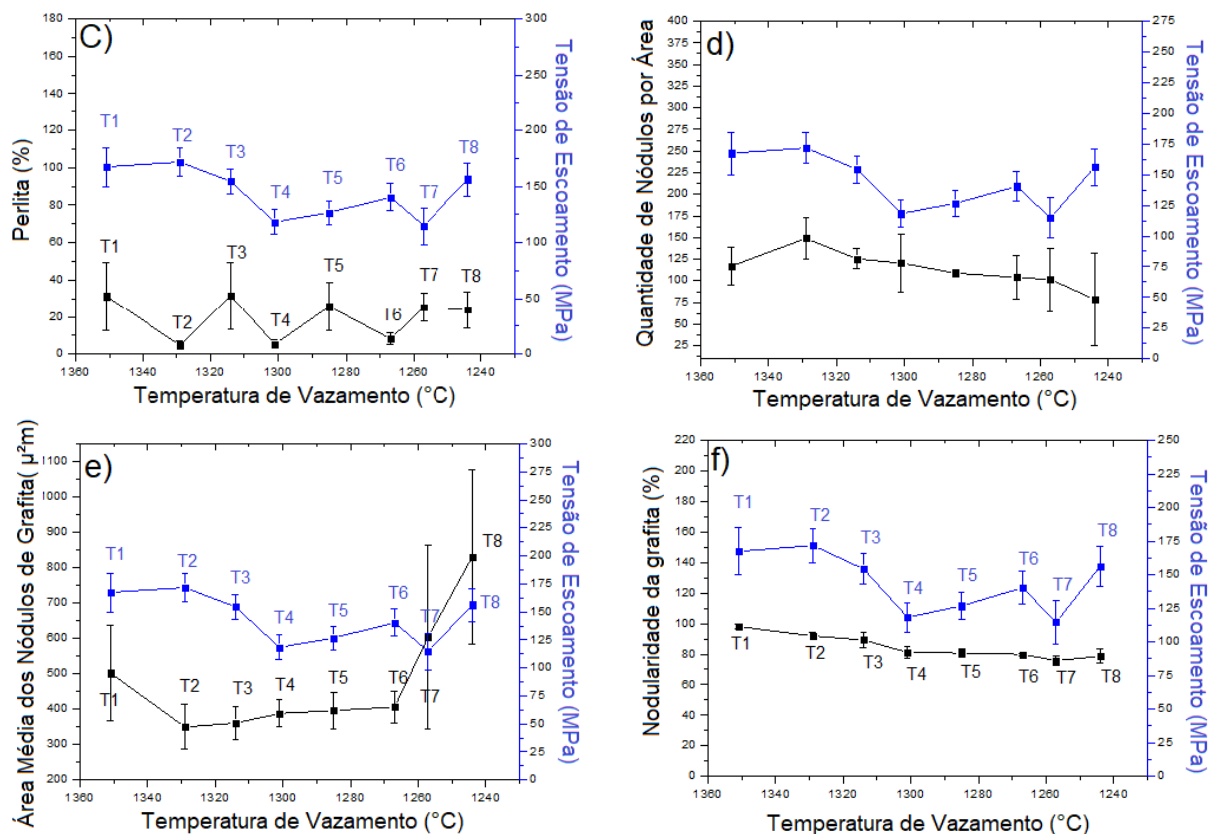 C)
Perlita (%)
180
160
140
120
100
80
60
40
20
0
T1
T2
T3
T4
T5
T6
T7
T8
T1
T2
T3
T4
T5
T6
T7
T8
300
250
200
150
100
50
0
Tensão de Escoamento (MPa)
1360 1340 1320 1300 1280 1260 1240
Temperatura de Vazamento (°C)
d)
Quantidade de Nódulos por Área
400
375
350
325
300
275
250
225
200
175
150
125
100
75
50
25
275
250
225
200
175
150
125
100
75
50
25
0
Tensão de Escoamento (MPa)
1360 1340 1320 1300 1280 1260 1240
Temperatura de Vazamento (°C)
e)
Área Média dos Nódulos de Grafita( µ²m)
1100
1000
900
800
700
600
500
400
300
200
T1
T2
T3
T4
T5
T6
T7
T8
T1
T2
T3
T4
T5
T6
T7
T8
300
275
250
225
200
175
150
125
100
75
50
25
0
Tensão de Escoamento (MPa)
1360 1340 1320 1300 1280 1260 1240
Temperatura de Vazamento (°C)
f)
Nodularidade da grafita (%)
220
200
180
160
140
120
100
80
60
40
20
0
T1
T2
T3
T4
T5
T6
T7
T8
T1
T2
T3
T4
T5
T6
T7
T8
250
225
200
175
150
125
100
75
50
25
0
Tensão de Escoamento (MPa)
1360 1340 1320 1300 1280 1260 1240
Temperatura de Vazamento (°C)